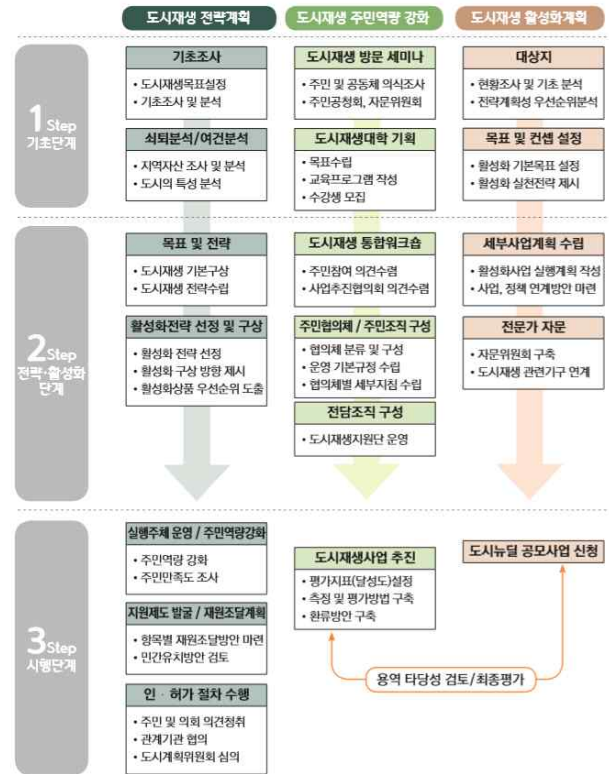 도시재생 전략계획
도시재생 주민역량 강화
도시재생 활성화계획
1 Step
기초단계
기초조사
• 도시재생목표설정
• 기초조사 및 분석
쇠퇴분석/여건분석
• 지역자산 조사 및 분석
• 도시의 특성 분석
도시재생 방문 세미나
• 주민 및 공동체 의식조사
• 주민공청회, 자문위원회
도시재생대학 기획
• 목표수립
• 교육프로그램 작성
• 수강생 모집
대상지
• 현황조사 및 기초 분석
• 전략계획성 우선순위분석
목표 및 컨셉 설정
• 활성화 기본목표 설정
• 활성화 실천전략 제시
2 Step
전략·활성화
단계
목표 및 전략
• 도시재생 기본구상
• 도시재생 전략수립
활성화전략 선정 및 구상
• 활성화 전략 선정
• 활성화 구상 방향 제시
• 활성화상품 우선순위 도출
도시재생 통합워크숍
• 주민참여 의견수렴
• 사업추진협의회 의견수렴
주민협의체 / 주민조직 구성
• 협의체 분류 및 구성
• 운영 기본규정 수립
• 협의체별 세부지침 수립
전담조직 구성
• 도시재생지원단 운영
세부사업계획 수립
• 활성화사업 실행계획 작성
• 사업, 정책 연계방안 마련
전문가 자문
• 자문위원회 구축
• 도시재생 관련기구 연계
3 Step
시행단계
실행주체 운영 / 주민역량강화
• 주민역량 강화
• 주민만족도 조사
지원제도 발굴 / 재원조달계획
• 항목별 재원조달방안 마련
• 민간유치방안 검토
인 · 허가 절차 수행
• 주민 및 의회 의견청취
• 관계기관 협의
• 도시계획위원회 심의
도시재생사업 추진
• 평가지표(달성도)설정
• 측정 및 평가방법 구축
• 환류방안 구축
도시뉴딜 공모사업 신청
용역 타당성 검토/최종평가